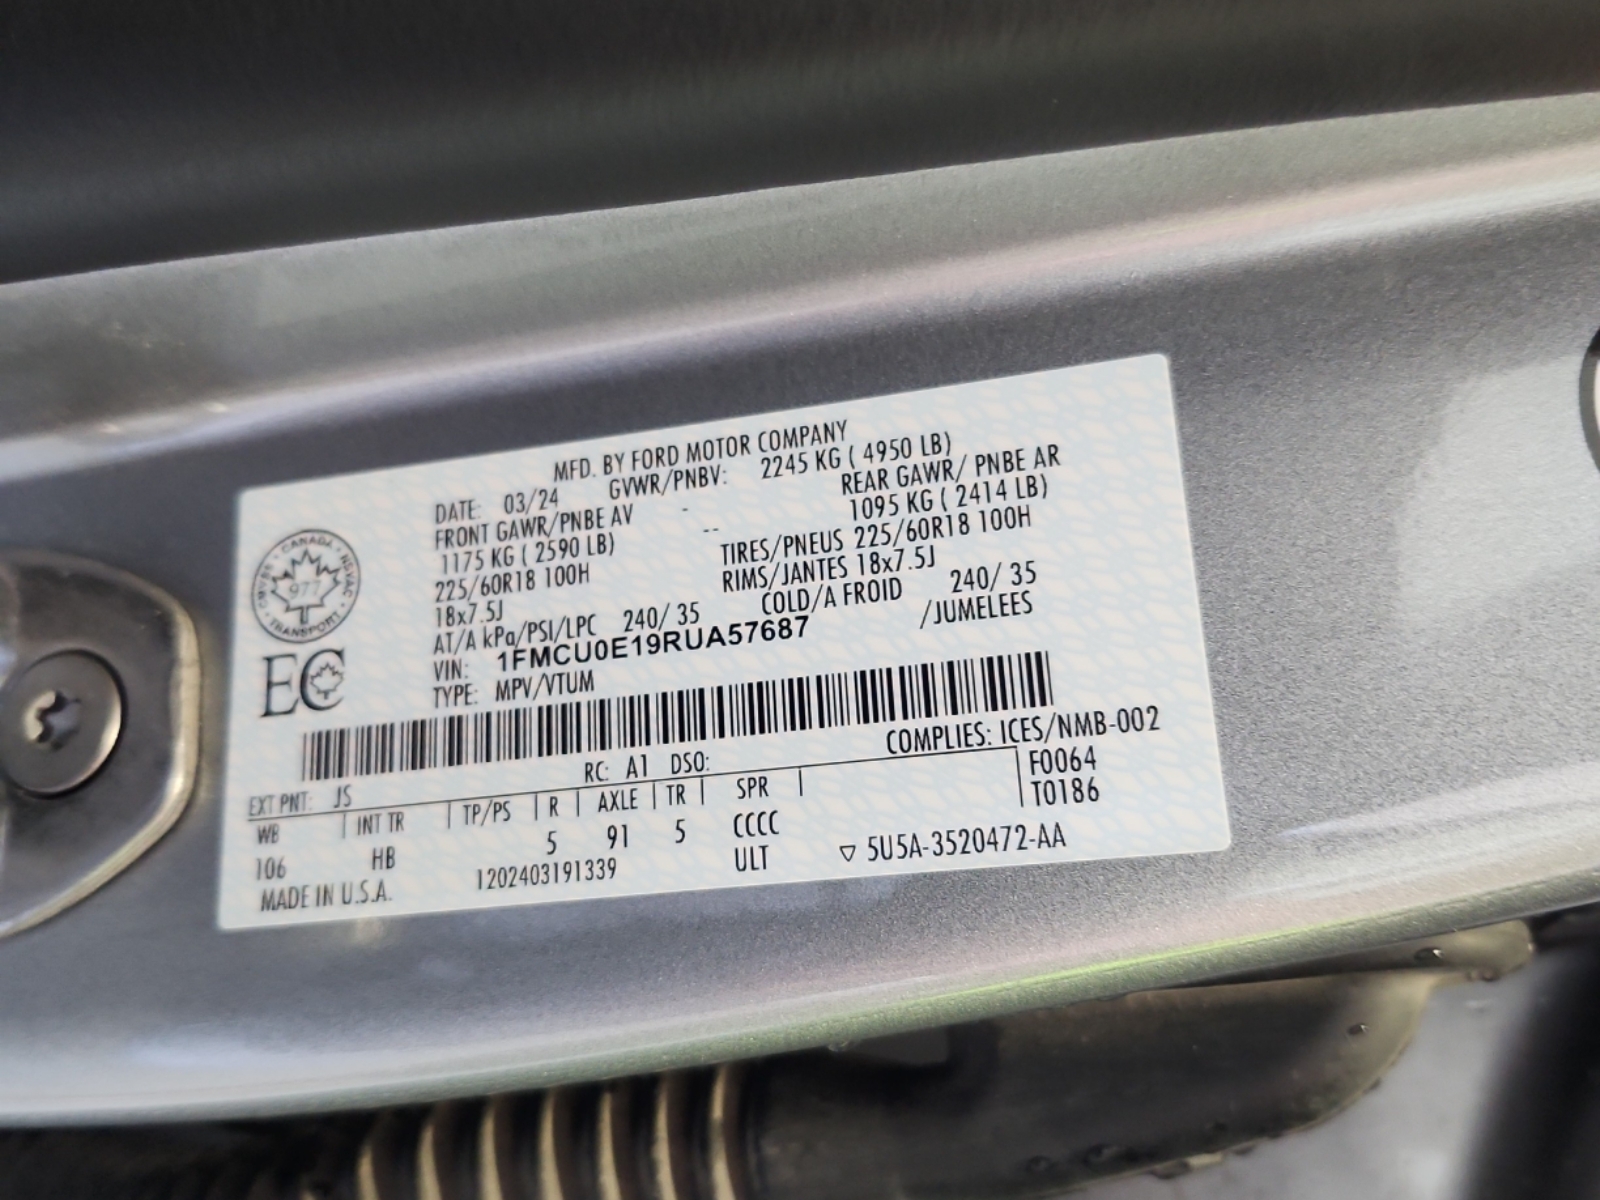 MFD. BY FORD MOTOR COMPANY
DATE: 03/24 GVWR/PNBV: 2245 KG ( 4950 LB)
FRONT GAWR/PNBE AV - -- REAR GAWR/ PNBE AR
1175 KG ( 2590 LB) 1095 KG ( 2414 LB)
225/60R18 100H TIRES/PNEUS 225/60R18 100H
18x7.5J RIMS/JANTES 18x7.5J
AT/A kPa/PSI/LPC 240/ 35 COLD/A FROID 240/ 35
VIN: 1FMCU0E19RUA57687 /JUMELEES
TYPE: MPV/VTUM
CANADA
NSVAC
TRANSPORT
CMVSS
977
EC
COMPLIES: ICES/NMB-002
RC: A1 DSO:
EXT PNT: JS F0064
WB INT TR TP/PS R AXLE TR SPR T0186
106 HB 5 91 5 CCCC
ULT
MADE IN U.S.A. 1202403191339 ▽ 5U5A-3520472-AA